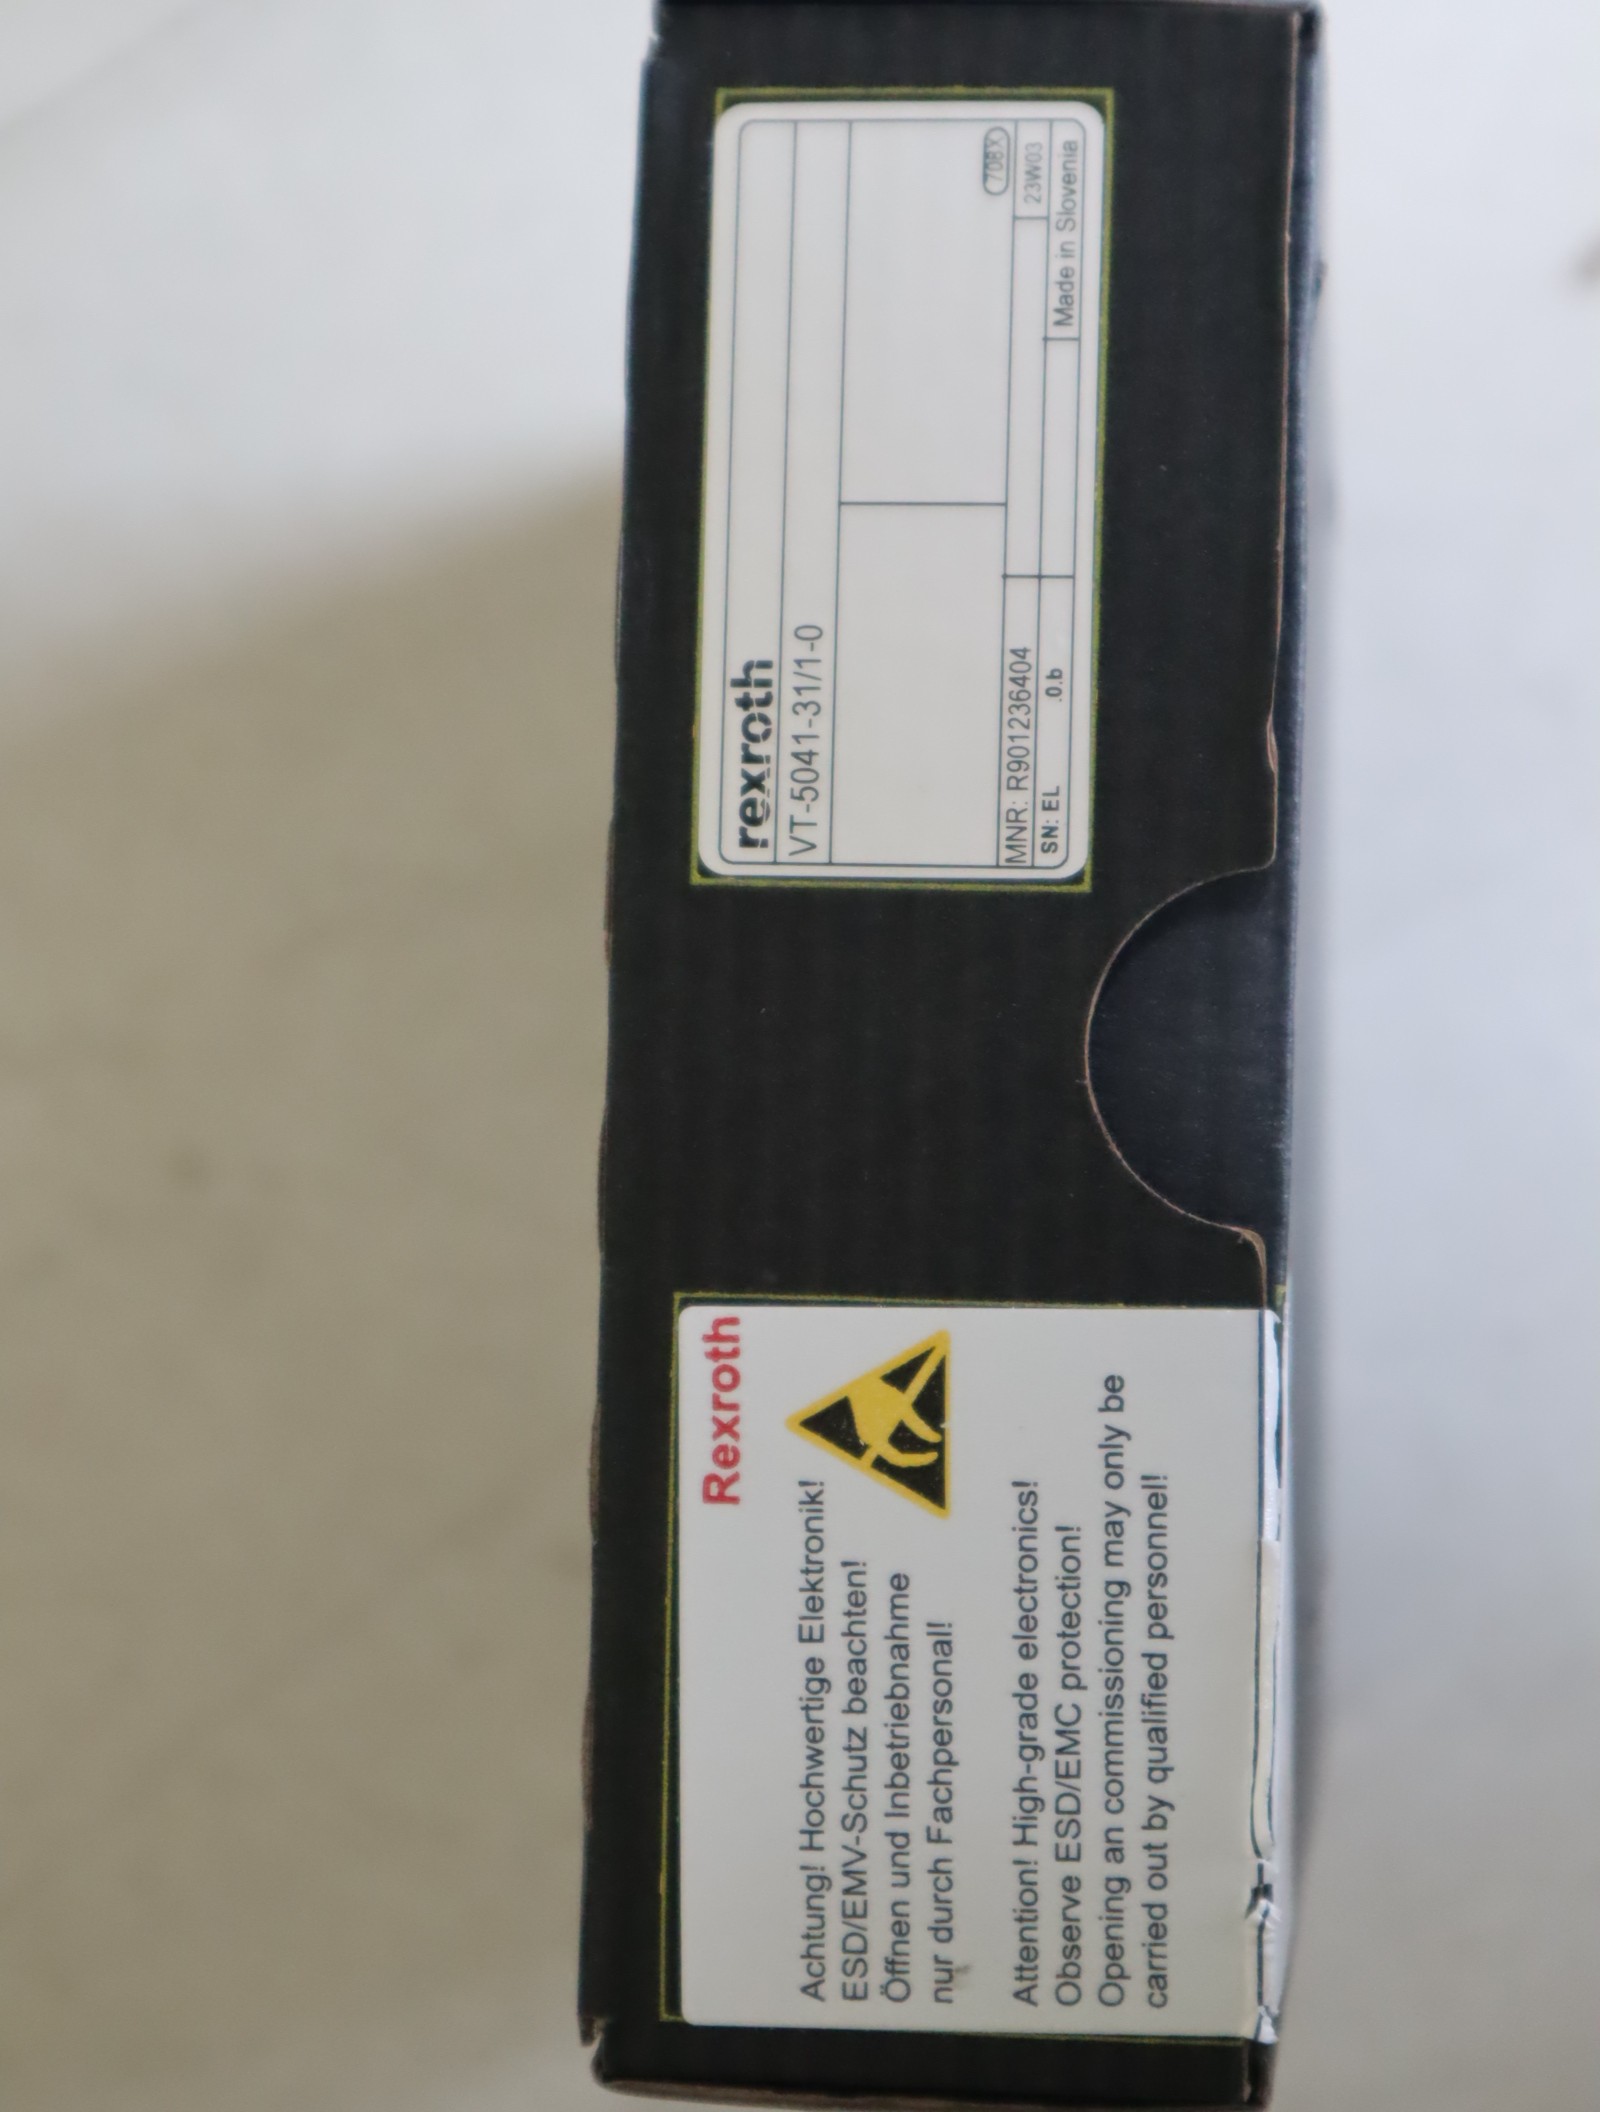 Rexroth
Achtung! Hochwertige Elektronik!
ESD/EMV-Schutz beachten!
Öffnen und Inbetriebnahme
nur durch Fachpersonal!
Attention! High-grade electronics!
Observe ESD/EMC protection!
Opening an commissioning may only be
carried out by qualified personnel!
rexroth
VT-5041-31/1-0
708X
MNR: R901236404
23W03
SN: EL .0.b
Made in Slovenia